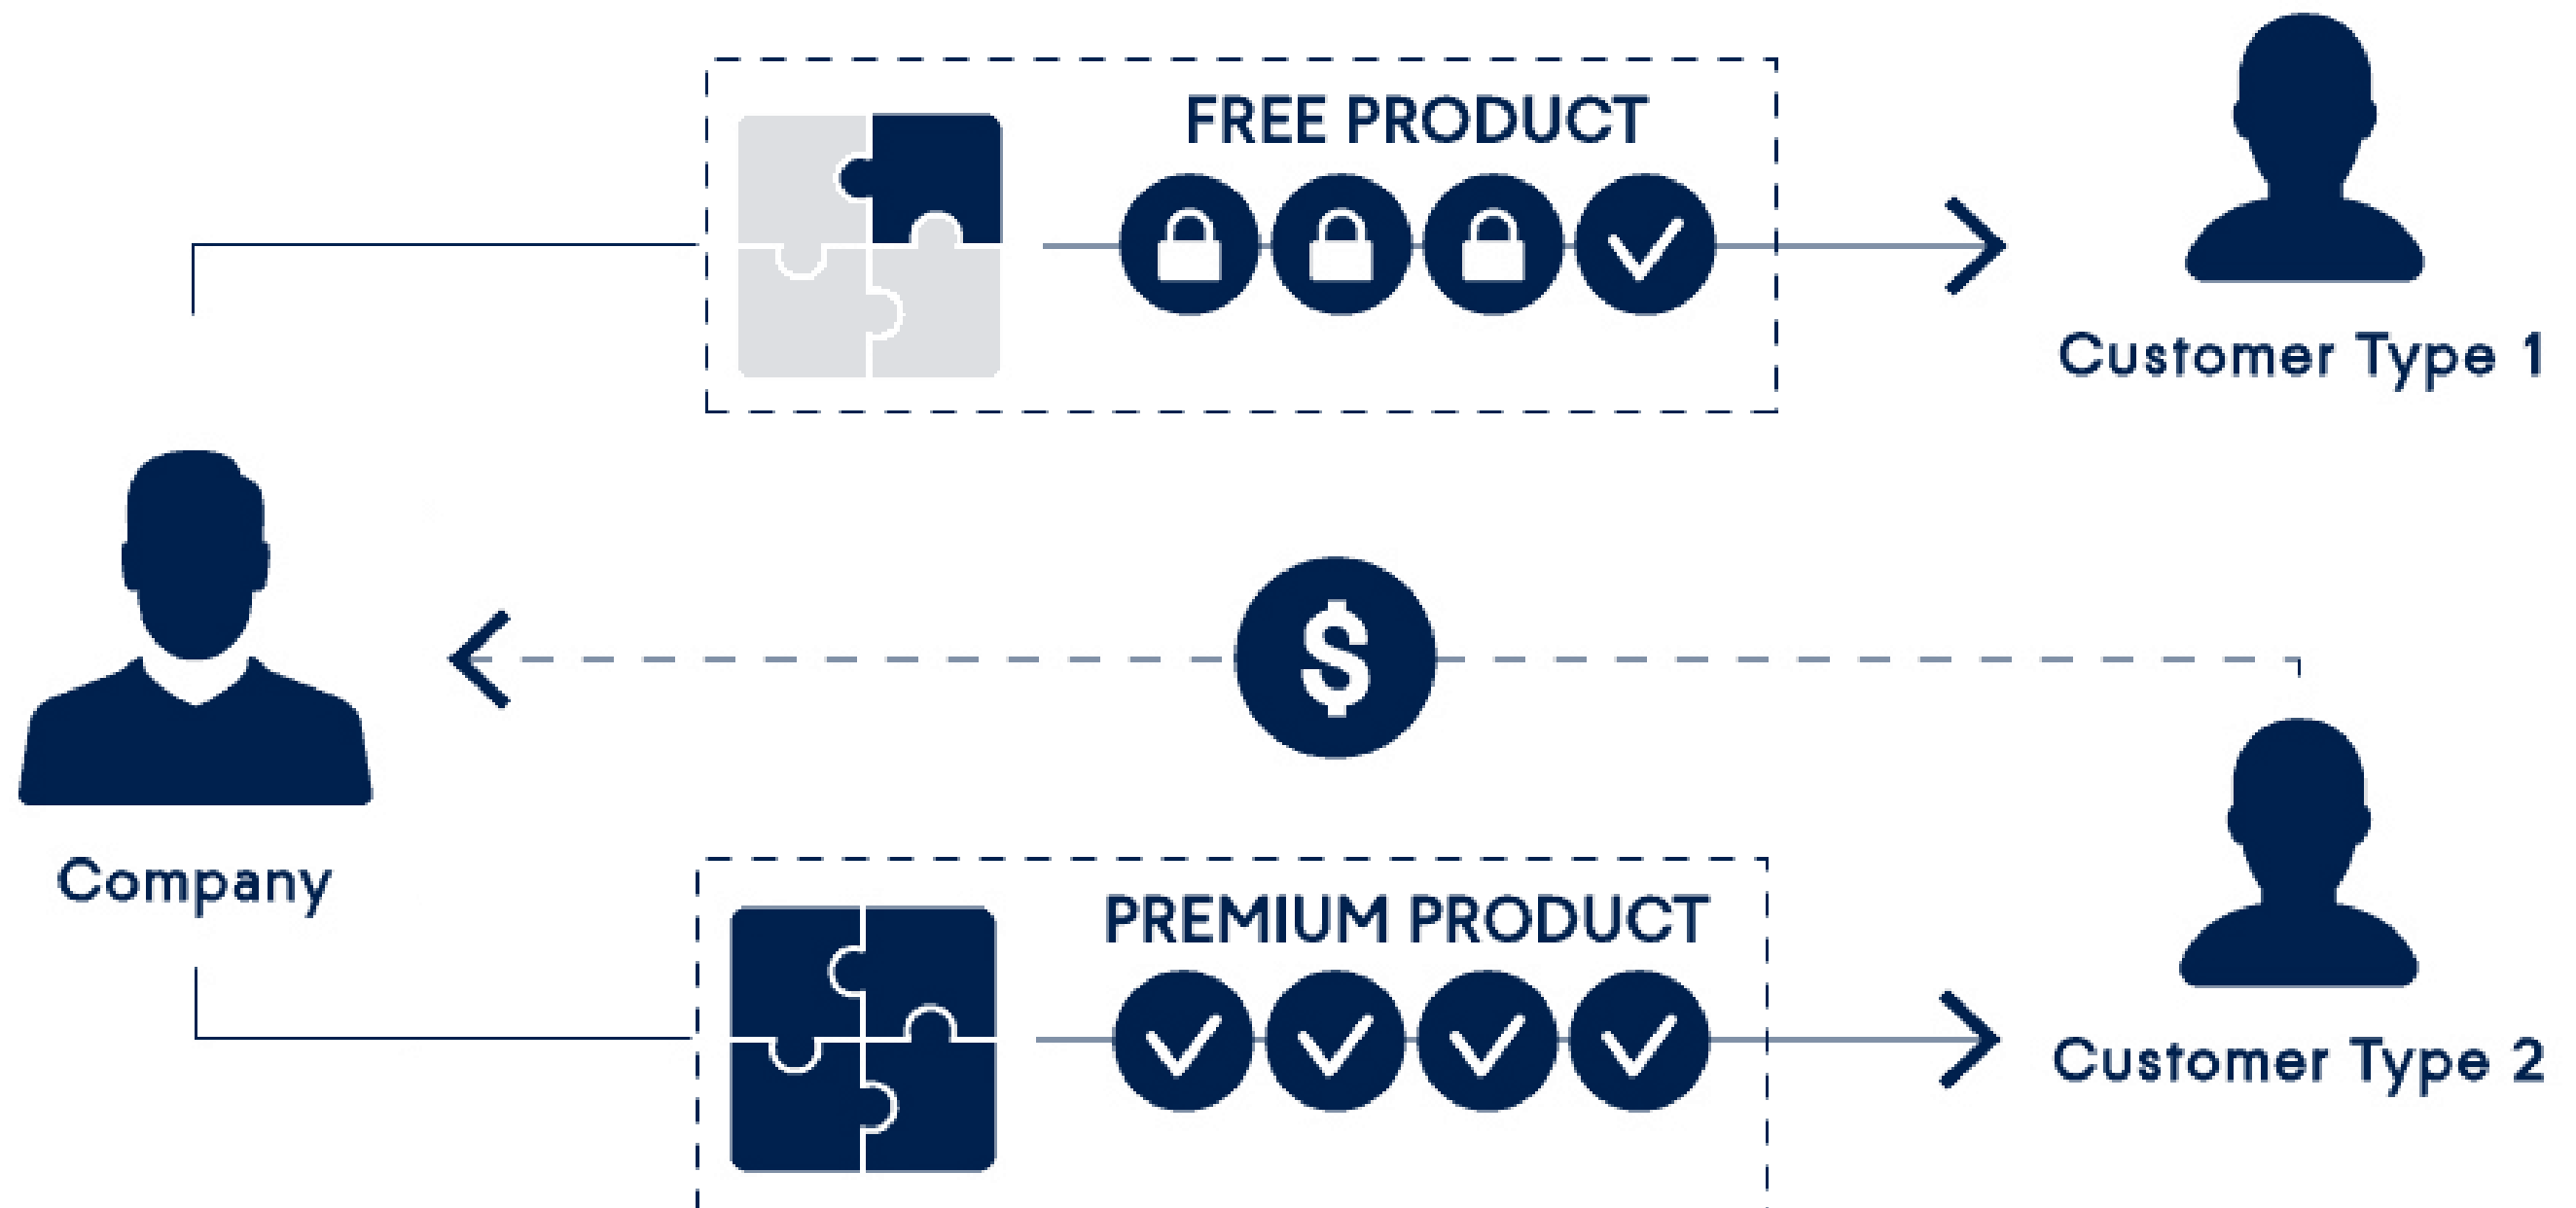 FREE PRODUCT
Customer Type 1
$
Company
PREMIUM PRODUCT
Customer Type 2